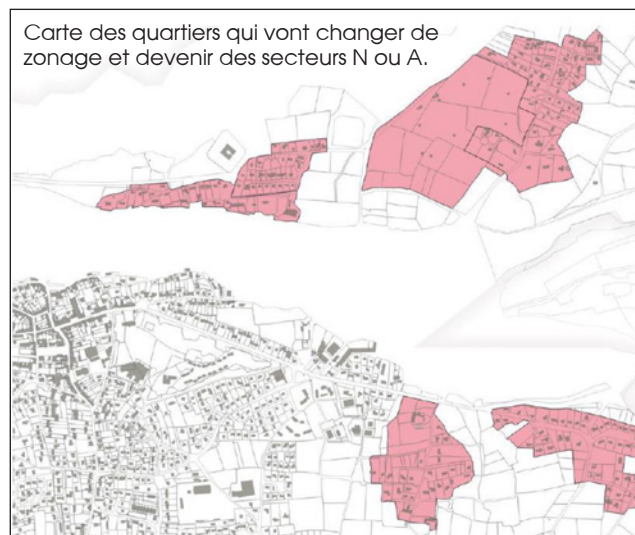 Carte des quartiers qui vont changer de
zonage et devenir des secteurs N ou A.